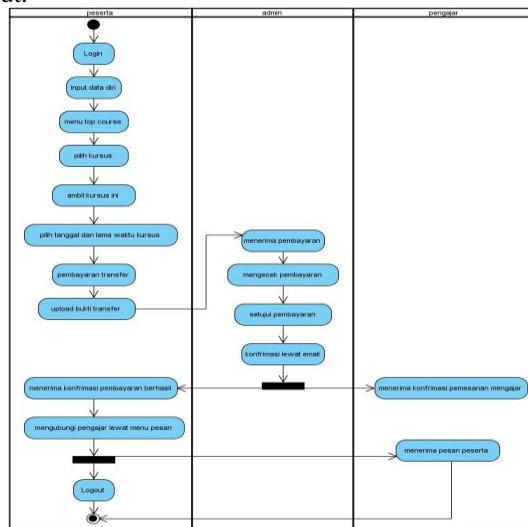 peserta
admin
pengajar
Login
input data diri
menu top course
pilih kursus
ambil kursus ini
pilih tanggal dan lama waktu kursus
pembayaran transfer
upload bukti transfer
menerima pembayaran
mengecek pembayaran
setujui pembayaran
konfrimasi lewat email
menerima konfrimasi pembayaran berhasil
menerima konfirmasi pemesanan mengajar
mengubungi pengajar lewat menu pesan
menerima pesan peserta
Logout